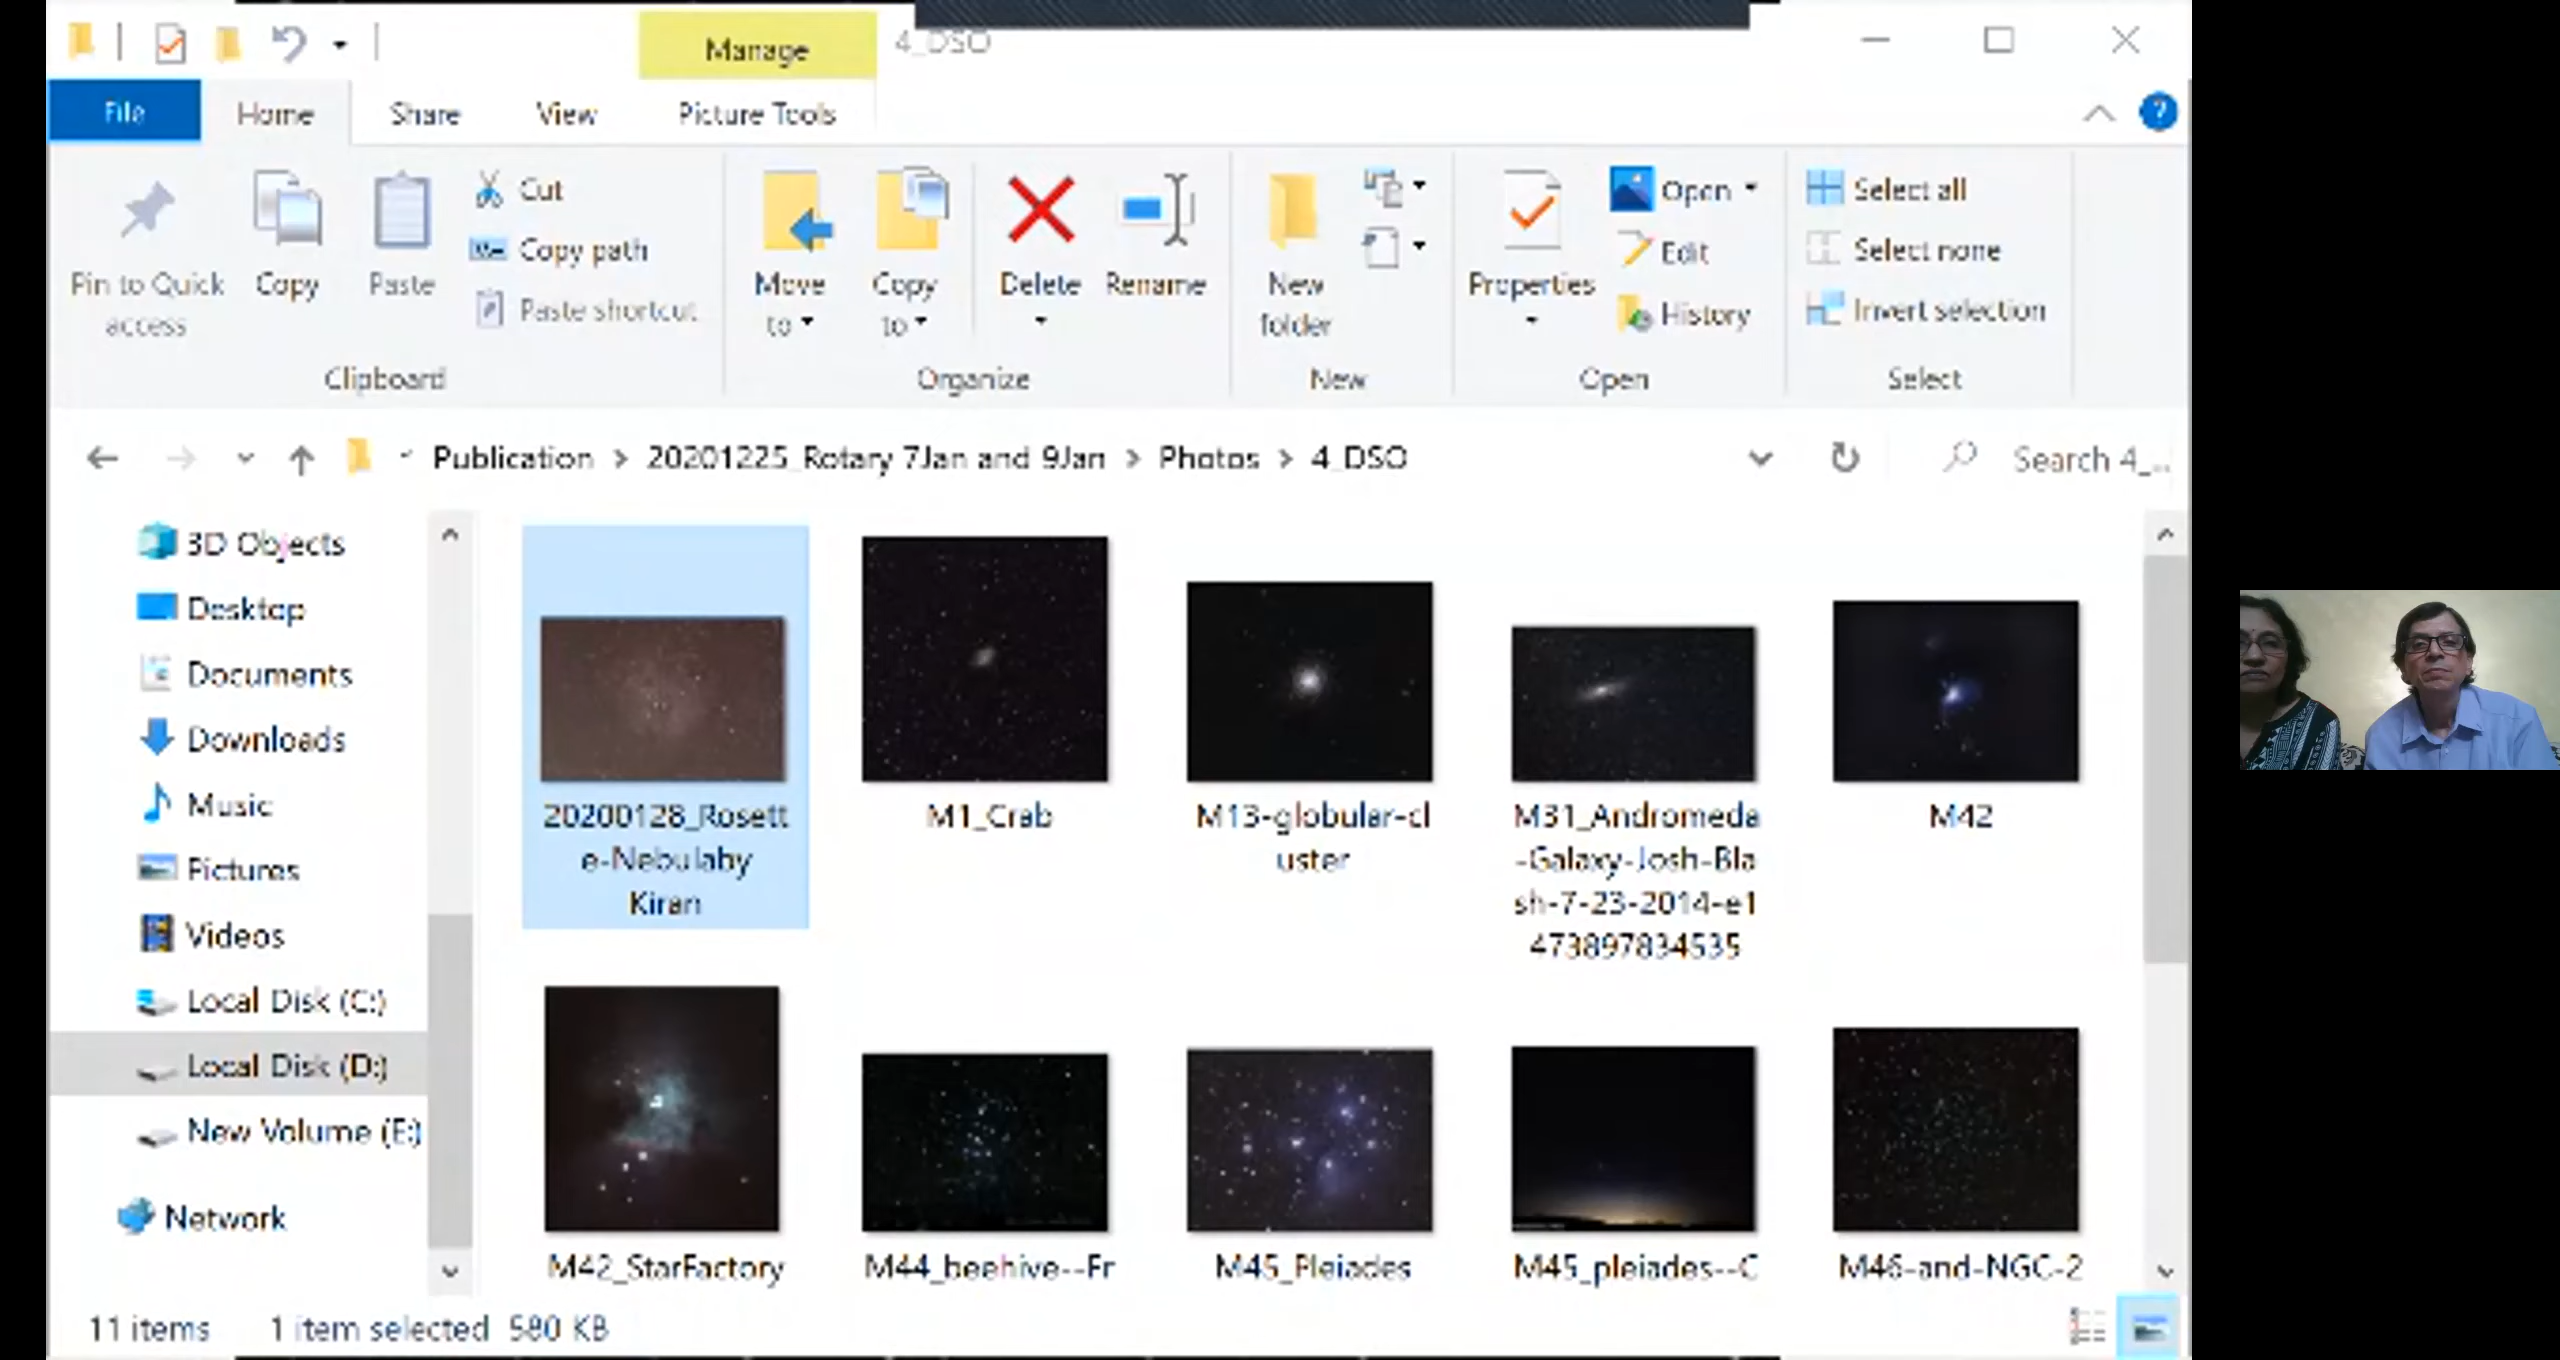 Manage
4_DSO
File
Home
Share
View
Picture Tools
Pin to Quick
access
Copy
Paste
Cut
Copy path
Paste shortcut
Clipboard
Move
to
Copy
to
Delete
Rename
Organize
New
folder
New
Properties
Open
Edit
History
Open
Select all
Select none
Invert selection
Select
Publication > 20201225_Rotary 7Jan and 9Jan > Photos > 4_DSO
Search 4_...
3D Objects
Desktop
Documents
Downloads
Music
Pictures
Videos
Local Disk (C:)
Local Disk (D:)
New Volume (E:)
Network
20200128_Rosett
e-Nebulaby
Kiran
M1_Crab
M13-globular-cl
uster
M31_Andromeda
-Galaxy-Josh-Bla
sh-7-23-2014-e1
473897834535
M42
M42_StarFactory
M44_beehive--Fr
M45_Pleiades
M45_pleiades--C
M46-and-NGC-2
11 items
1 item selected 580 KB